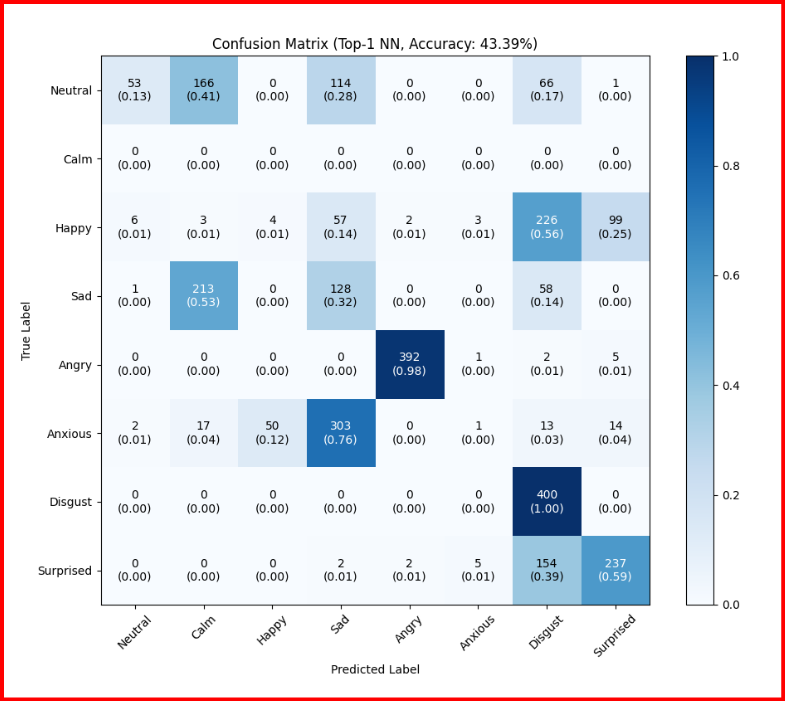 Confusion Matrix (Top-1 NN, Accuracy: 43.39%)
Neutral 53 166 0 114 0 0 66 1
(0.13) (0.41) (0.00) (0.28) (0.00) (0.00) (0.17) (0.00)
Calm 0 0 0 0 0 0 0 0
(0.00) (0.00) (0.00) (0.00) (0.00) (0.00) (0.00) (0.00)
Happy 6 3 4 57 2 3 226 99
(0.01) (0.01) (0.01) (0.14) (0.01) (0.01) (0.56) (0.25)
Sad 1 213 0 128 0 0 58 0
(0.00) (0.53) (0.00) (0.32) (0.00) (0.00) (0.14) (0.00)
Angry 0 0 0 0 392 1 2 5
(0.00) (0.00) (0.00) (0.00) (0.98) (0.00) (0.01) (0.01)
Anxious 2 17 50 303 0 1 13 14
(0.01) (0.04) (0.12) (0.76) (0.00) (0.00) (0.03) (0.04)
Disgust 0 0 0 0 0 0 400 0
(0.00) (0.00) (0.00) (0.00) (0.00) (0.00) (1.00) (0.00)
Surprised 0 0 0 2 2 5 154 237
(0.00) (0.00) (0.00) (0.01) (0.01) (0.01) (0.39) (0.59)
Neutral Calm Happy Sad Angry Anxious Disgust Surprised
Predicted Label
True Label
1.0
0.8
0.6
0.4
0.2
0.0